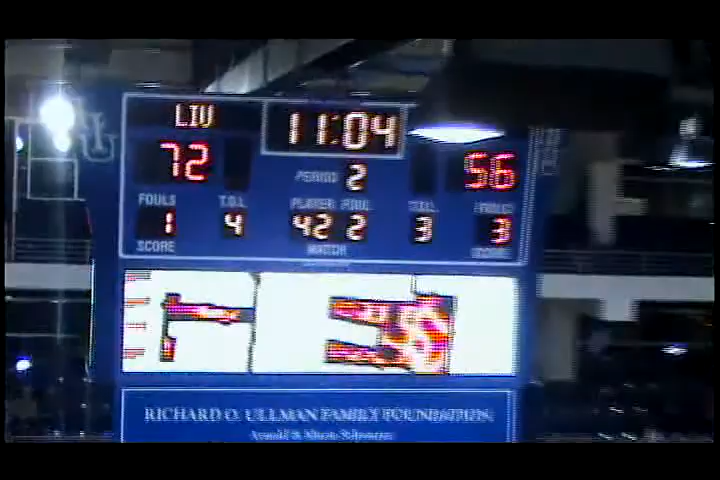 LIU
11:04
72
PERIOD 2
56
FOULS T.O.L. PLAYER FOUL T.O.L. FOULS
1 4 42 2 3 3
SCORE MATCH SCORE
RICHARD O. ULLMAN FAMILY FOUNDATION